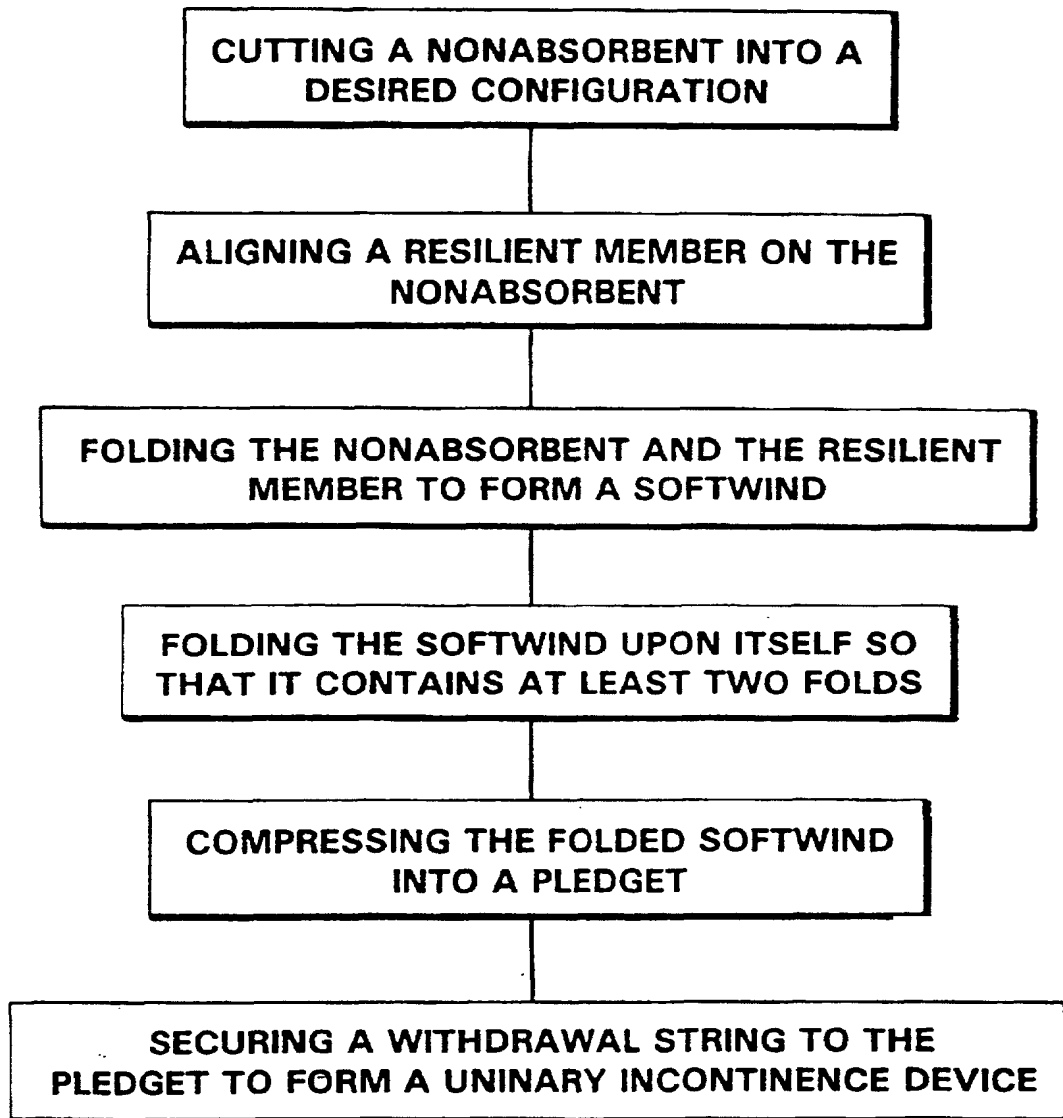 CUTTING A NONABSORBENT INTO A
DESIRED CONFIGURATION
ALIGNING A RESILIENT MEMBER ON THE
NONABSORBENT
FOLDING THE NONABSORBENT AND THE RESILIENT
MEMBER TO FORM A SOFTWIND
FOLDING THE SOFTWIND UPON ITSELF SO
THAT IT CONTAINS AT LEAST TWO FOLDS
COMPRESSING THE FOLDED SOFTWIND
INTO A PLEDGET
SECURING A WITHDRAWAL STRING TO THE
PLEDGET TO FORM A UNINARY INCONTINENCE DEVICE